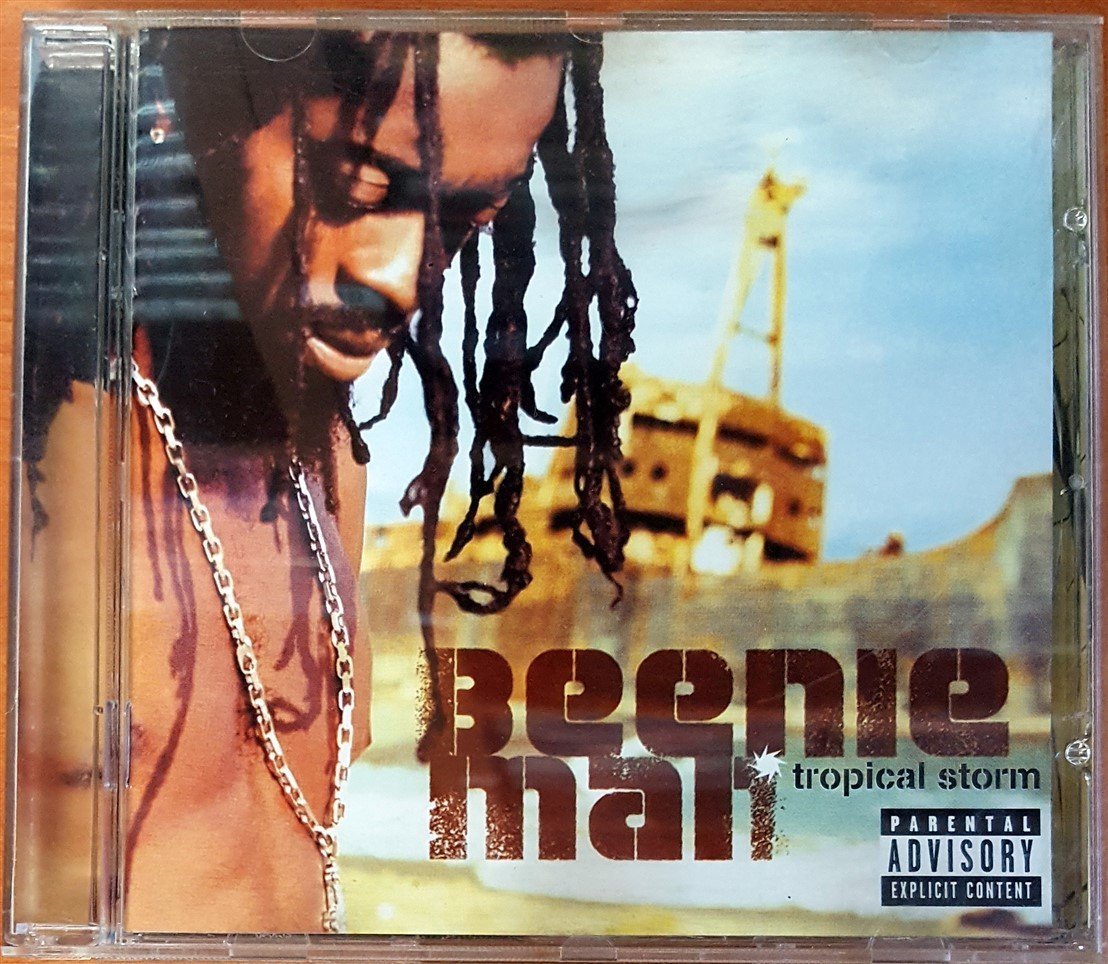 BEENIE
man
tropical storm
PARENTAL
ADVISORY
EXPLICIT CONTENT